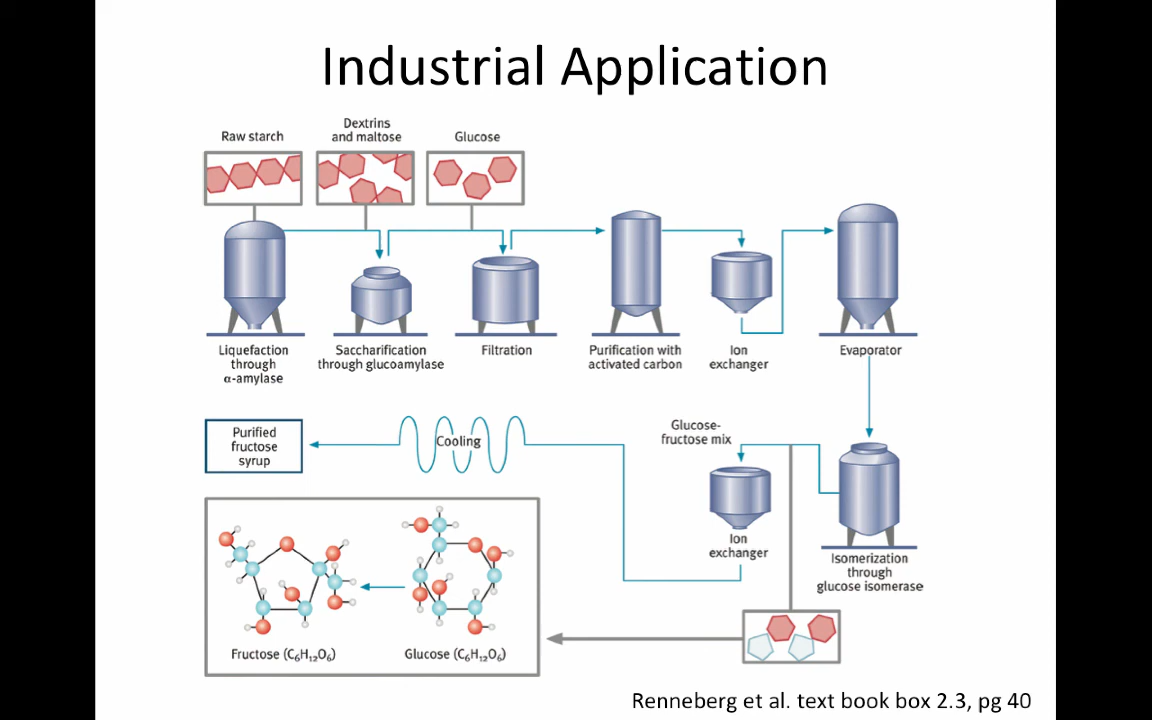 Industrial Application
Raw starch
Dextrins
and maltose
Glucose
Liquefaction
through
α-amylase
Saccharification
through glucoamylase
Filtration
Purification with
activated carbon
Ion
exchanger
Evaporator
Purified
fructose
syrup
Cooling
Glucose-
fructose mix
Ion
exchanger
Isomerization
through
glucose isomerase
Fructose (C₆H₁₂O₆)
Glucose (C₆H₁₂O₆)
Renneberg et al. text book box 2.3, pg 40